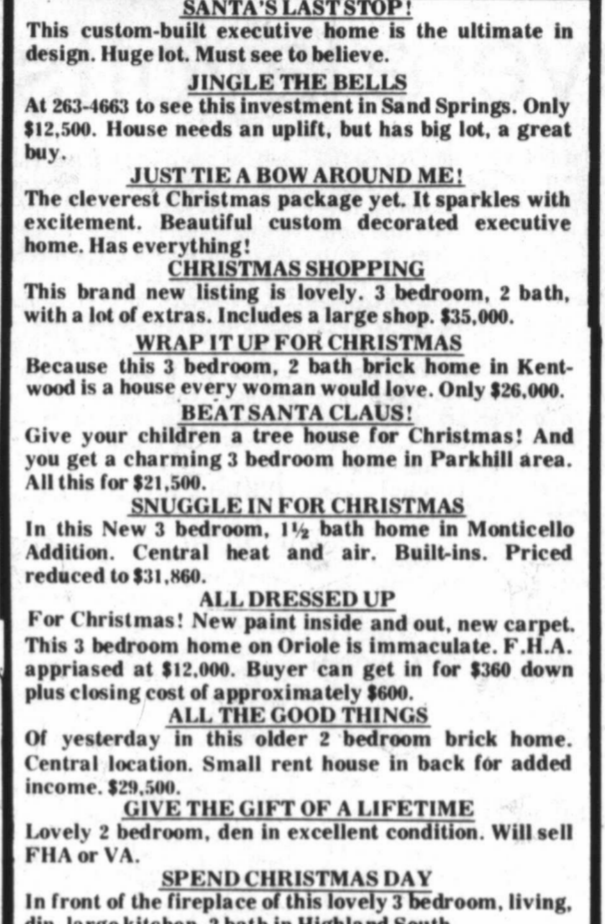 SANTA'S LAST STOP!
This custom-built executive home is the ultimate in
design. Huge lot. Must see to believe.
JINGLE THE BELLS
At 263-4663 to see this investment in Sand Springs. Only
$12,500. House needs an uplift, but has big lot, a great
buy.
JUST TIE A BOW AROUND ME!
The cleverest Christmas package yet. It sparkles with
excitement. Beautiful custom decorated executive
home. Has everything!
CHRISTMAS SHOPPING
This brand new listing is lovely. 3 bedroom, 2 bath,
with a lot of extras. Includes a large shop. $35,000.
WRAP IT UP FOR CHRISTMAS
Because this 3 bedroom, 2 bath brick home in Kent-
wood is a house every woman would love. Only $26,000.
BEAT SANTA CLAUS!
Give your children a tree house for Christmas! And
you get a charming 3 bedroom home in Parkhill area.
All this for $21,500.
SNUGGLE IN FOR CHRISTMAS
In this New 3 bedroom, 1½ bath home in Monticello
Addition. Central heat and air. Built-ins. Priced
reduced to $31,860.
ALL DRESSED UP
For Christmas! New paint inside and out, new carpet.
This 3 bedroom home on Oriole is immaculate. F.H.A.
appriased at $12,000. Buyer can get in for $360 down
plus closing cost of approximately $600.
ALL THE GOOD THINGS
Of yesterday in this older 2 bedroom brick home.
Central location. Small rent house in back for added
income. $29,500.
GIVE THE GIFT OF A LIFETIME
Lovely 2 bedroom, den in excellent condition. Will sell
FHA or VA.
SPEND CHRISTMAS DAY
In front of the fireplace of this lovely 3 bedroom, living,
din, large kitchen, 2 bath in Highland South